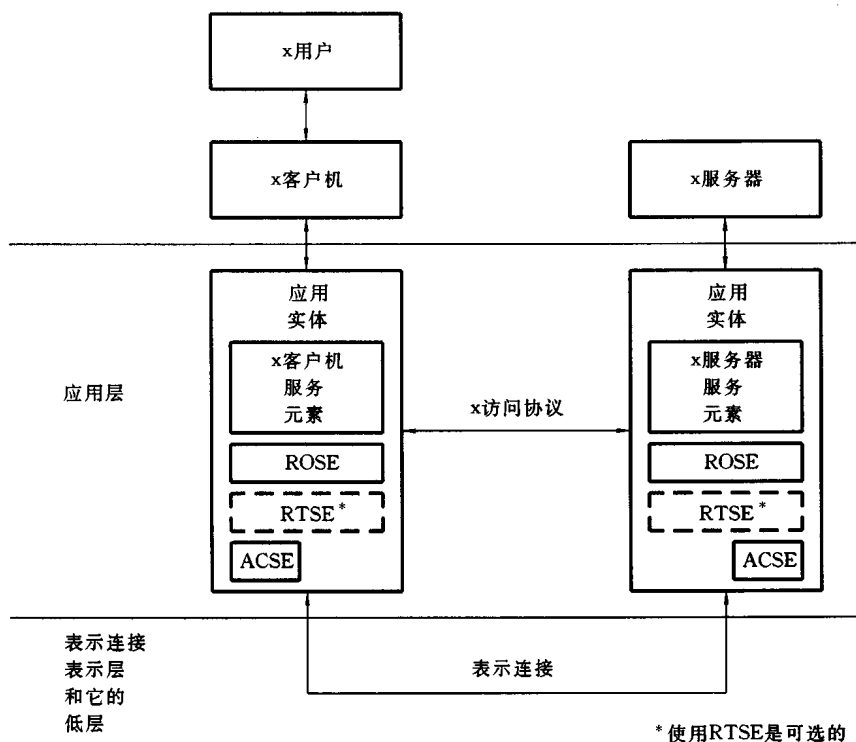 x用户
x客户机
x服务器
应用
实体
应用
实体
x客户机
服务
元素
x服务器
服务
元素
应用层
x访问协议
ROSE
ROSE
RTSE*
RTSE*
ACSE
ACSE
表示连接
表示层
和它的
低层
表示连接
*使用RTSE是可选的